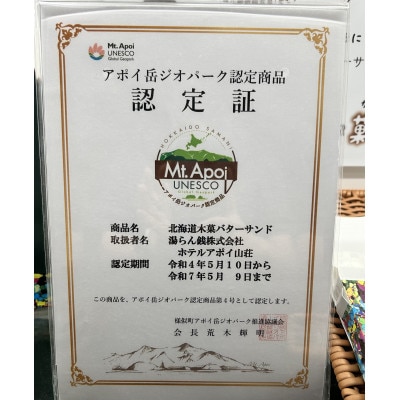 Mt. Apoi
UNESCO
Global Geopark
アポイ岳ジオパーク認定商品
認定証
HOKKAIDO SAMANI
Mt. Apoi
UNESCO
Global Geopark
アポイ岳ジオパーク認定商品
商品名 北海道木菓バターサンド
取扱者名 湯らん銭株式会社
ホテルアポイ山荘
認定期間 令和4年5月10日から
令和7年5月 9日まで
この商品を、アポイ岳ジオパーク認定商品第4号として認定します。
様似町アポイ岳ジオパーク推進協議会
会長 荒木輝明